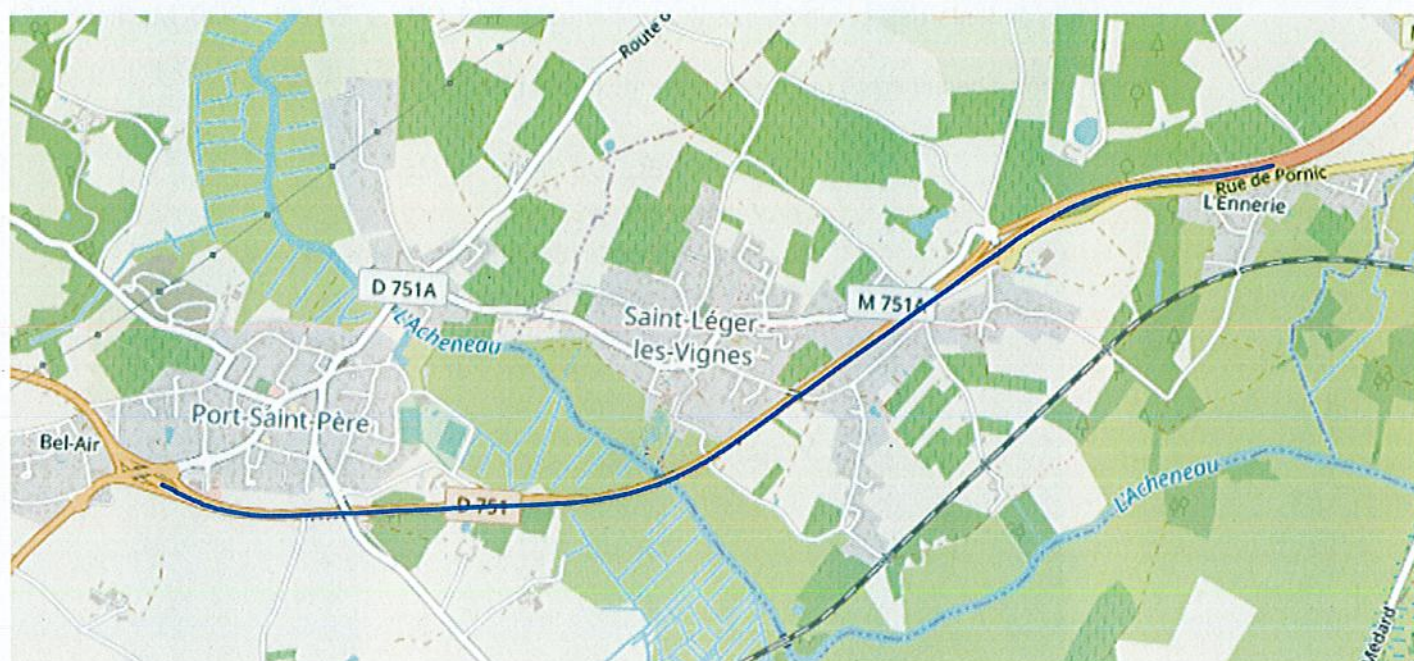 Route
Rue de Pornic
L'Ennerie
D 751A
L'Acheneau
Saint-Léger-
les-Vignes
M 751A
Port-Saint-Père
Bel-Air
D 751
L'Acheneau
Médard